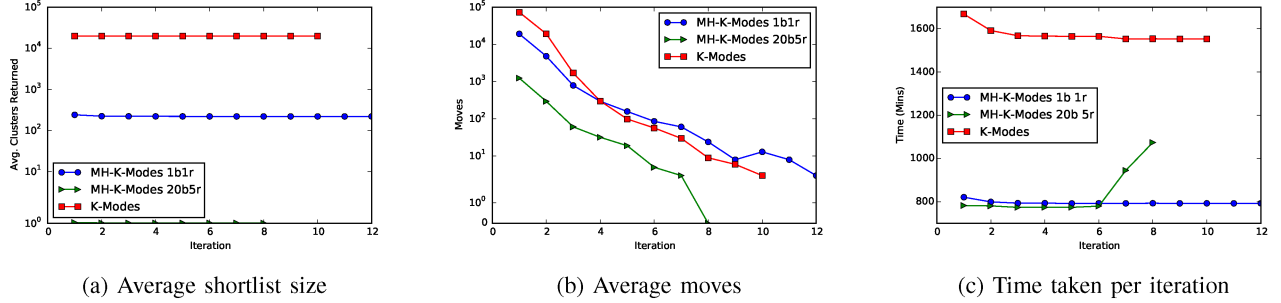 10^5
10^4
10^3
10^2
10^1
10^0
Avg. Clusters Returned
MH-K-Modes 1b1r
MH-K-Modes 20b5r
K-Modes
0 2 4 6 8 10 12
Iteration
(a) Average shortlist size
10^5
10^4
10^3
10^2
10^1
10^0
0
Moves
MH-K-Modes 1b1r
MH-K-Modes 20b5r
K-Modes
0 2 4 6 8 10 12
Iteration
(b) Average moves
1600
1400
1200
1000
800
Time (Mins)
MH-K-Modes 1b 1r
MH-K-Modes 20b 5r
K-Modes
0 2 4 6 8 10 12
Iteration
(c) Time taken per iteration